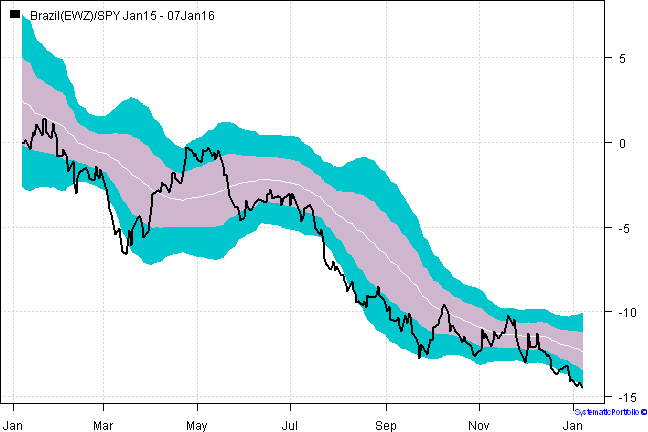 Brazil(EWZ)/SPY Jan15 - 07Jan16
5
0
-5
-10
-15
SystematicPortfolio ©
Jan Mar May Jul Sep Nov Jan